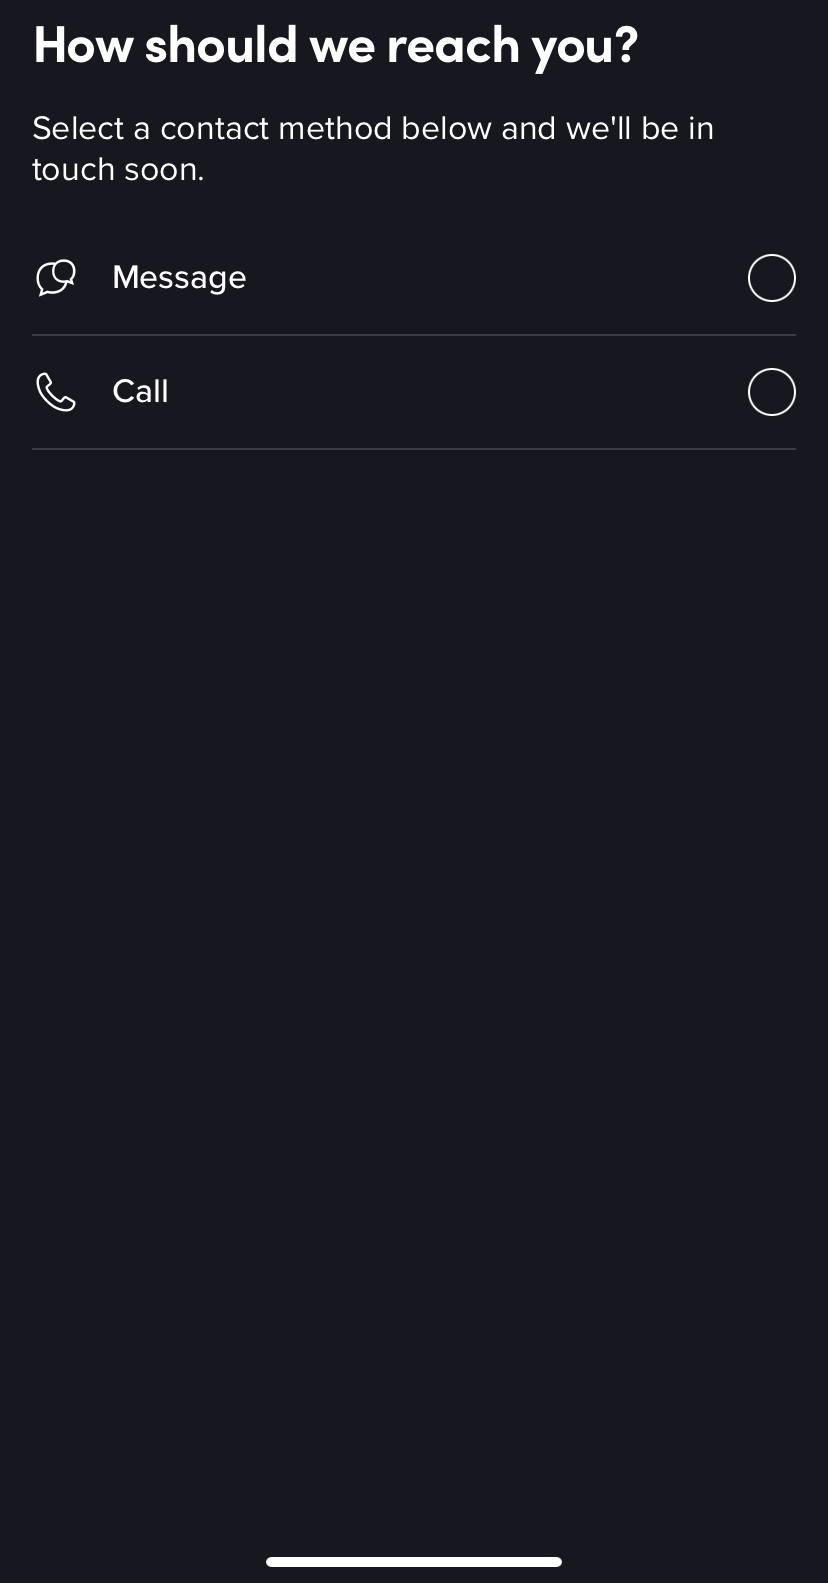 How should we reach you?
Select a contact method below and we'll be in
touch soon.
Message
Call